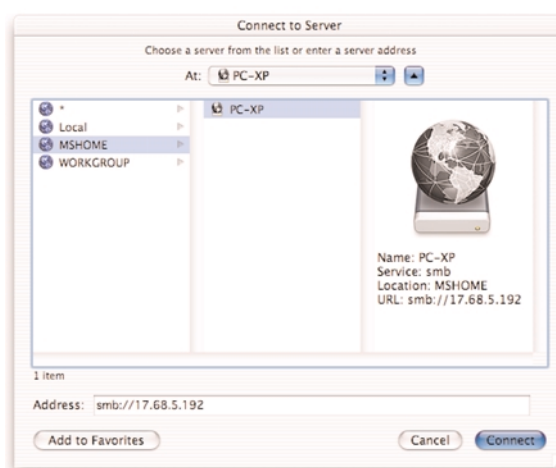 Connect to Server
Choose a server from the list or enter a server address
At: PC-XP
*
Local
MSHOME
WORKGROUP
PC-XP
Name: PC-XP
Service: smb
Location: MSHOME
URL: smb://17.68.5.192
1 item
Address: smb://17.68.5.192
Add to Favorites
Cancel
Connect